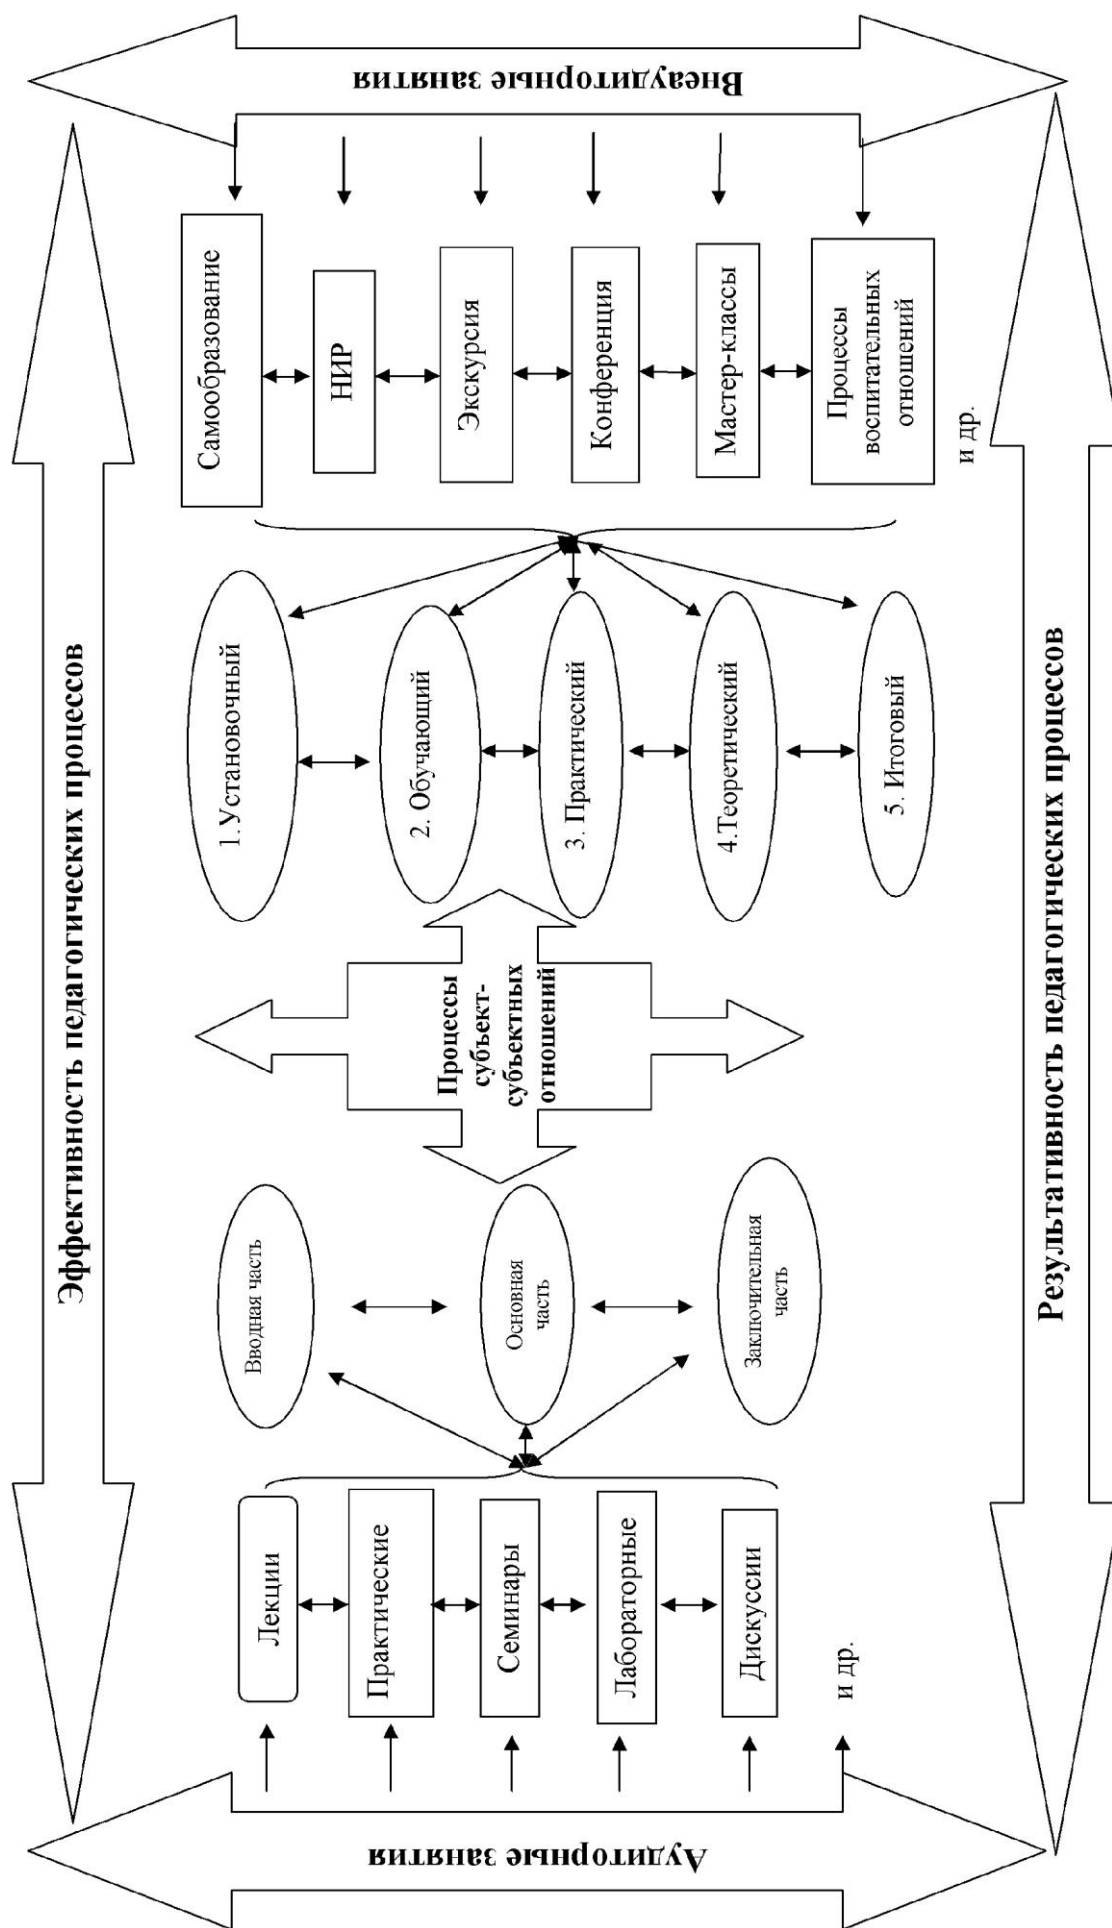 Эффективность педагогических процессов
Аудиторные занятия
Лекции
Практические
Семинары
Лабораторные
Дискуссии
и др.
Вводная часть
Основная
часть
Заключительная
часть
Процессы
субъект-
субъектных
отношений
1.Установочный
2. Обучающий
3. Практический
4.Теоретический
5. Итоговый
Самообразование
НИР
Экскурсия
Конференция
Мастер-классы
Процессы
воспитательных
отношений
и др.
Внеаудиторные занятия
Результативность педагогических процессов